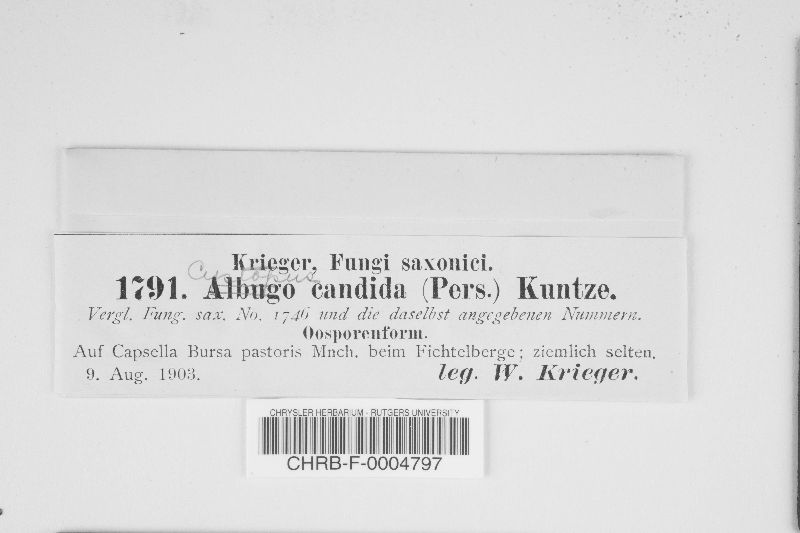 Krieger, Fungi saxonici.
Cystopus
1791. Albugo candida (Pers.) Kuntze.
Vergl. Fung. sax. No. 1746 und die daselbst angegebenen Nummern.
Oosporenform.
Auf Capsella Bursa pastoris Mnch. beim Fichtelberge; ziemlich selten.
9. Aug. 1903. leg. W. Krieger.
CHRYSLER HERBARIUM - RUTGERS UNIVERSITY
CHRB-F-0004797